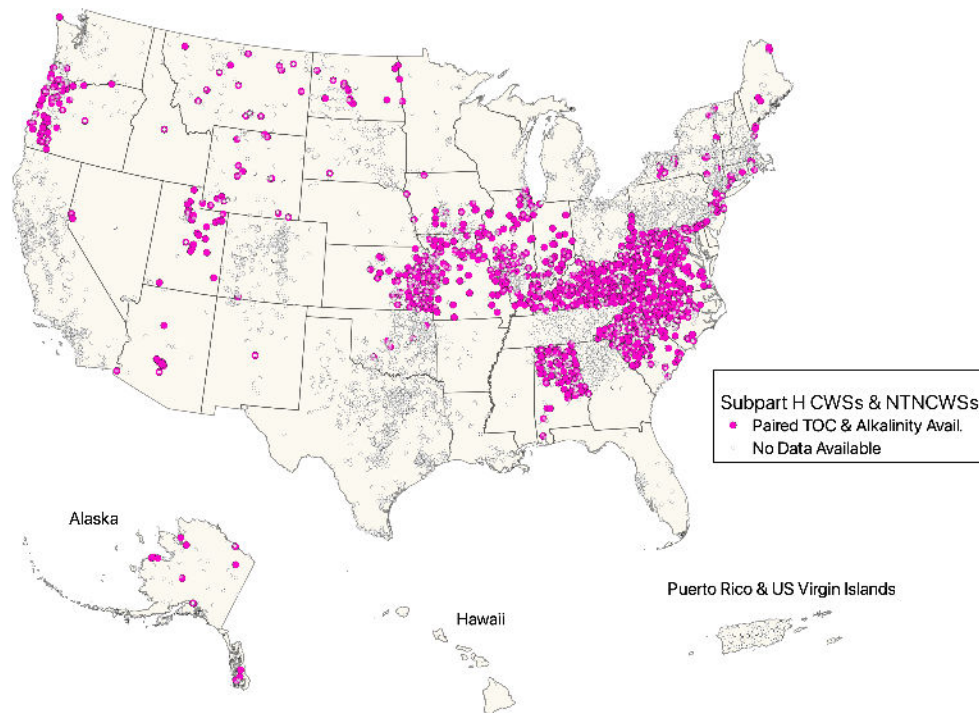 Subpart H CWSs & NTNCWSs
Paired TOC & Alkalinity Avail.
No Data Available
Alaska
Hawaii
Puerto Rico & US Virgin Islands